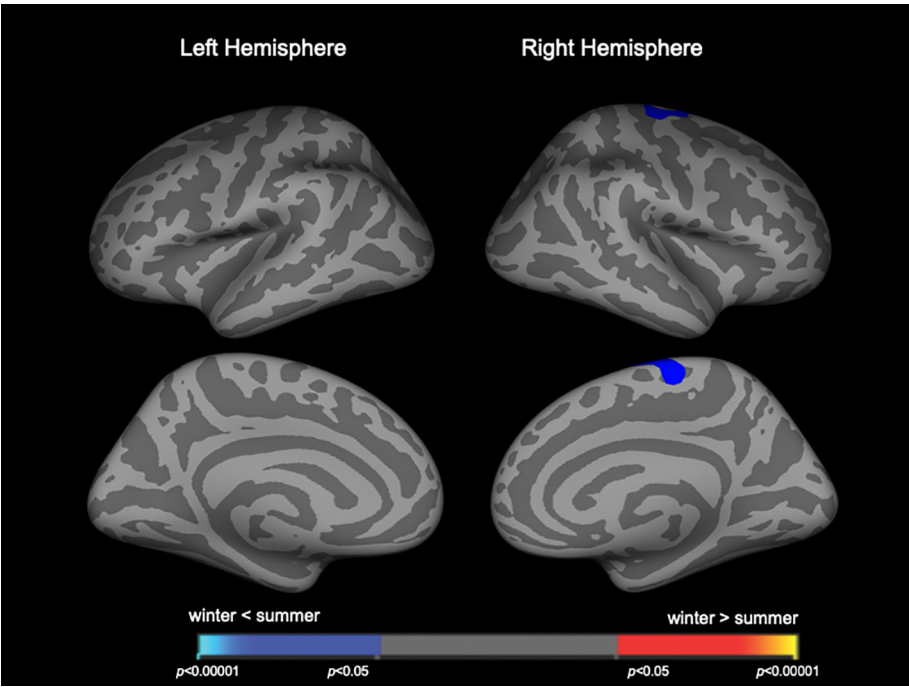 Left Hemisphere
Right Hemisphere
winter < summer
winter > summer
p<0.00001
p<0.05
p<0.05
p<0.00001